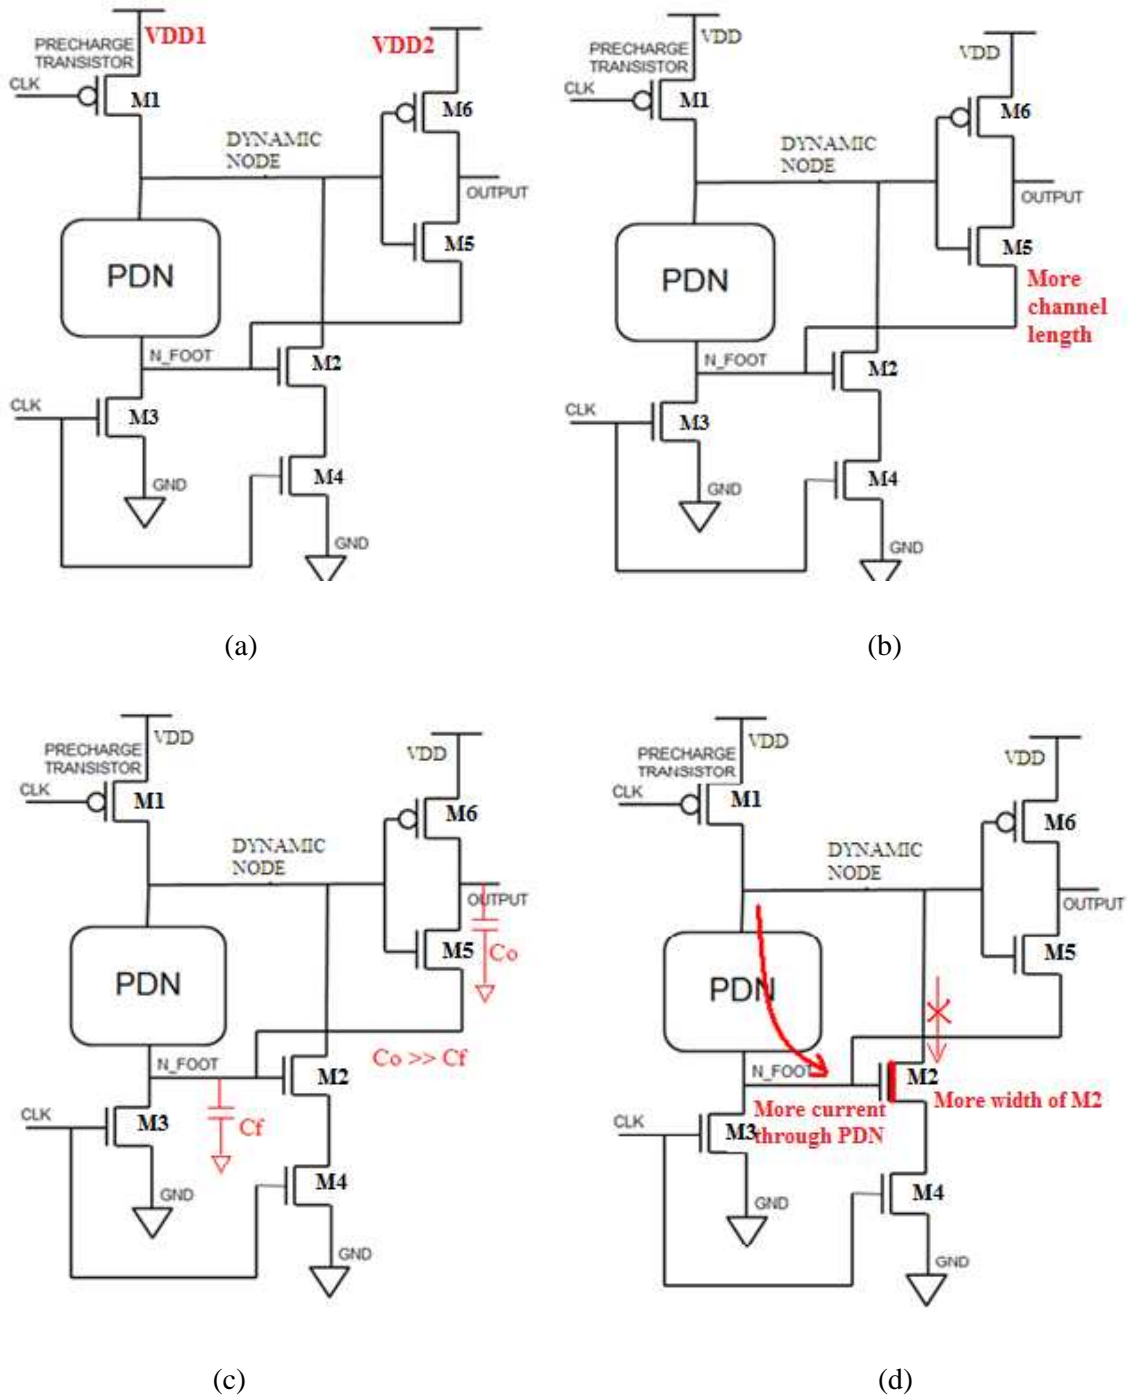 VDD1
PRECHARGE
TRANSISTOR
CLK
M1
VDD2
M6
DYNAMIC
NODE
OUTPUT
M5
PDN
N_FOOT
M2
CLK
M3
M4
GND
GND
(a)
VDD
PRECHARGE
TRANSISTOR
CLK
M1
VDD
M6
DYNAMIC
NODE
OUTPUT
M5
More
channel
length
PDN
N_FOOT
M2
CLK
M3
M4
GND
GND
(b)
VDD
PRECHARGE
TRANSISTOR
CLK
M1
VDD
M6
DYNAMIC
NODE
OUTPUT
M5
Co
PDN
N_FOOT
Co >> Cf
M2
CLK
M3
Cf
M4
GND
GND
(c)
VDD
PRECHARGE
TRANSISTOR
CLK
M1
VDD
M6
DYNAMIC
NODE
OUTPUT
M5
PDN
N_FOOT
M2
More width of M2
More current
through PDN
CLK
M3
M4
GND
GND
(d)